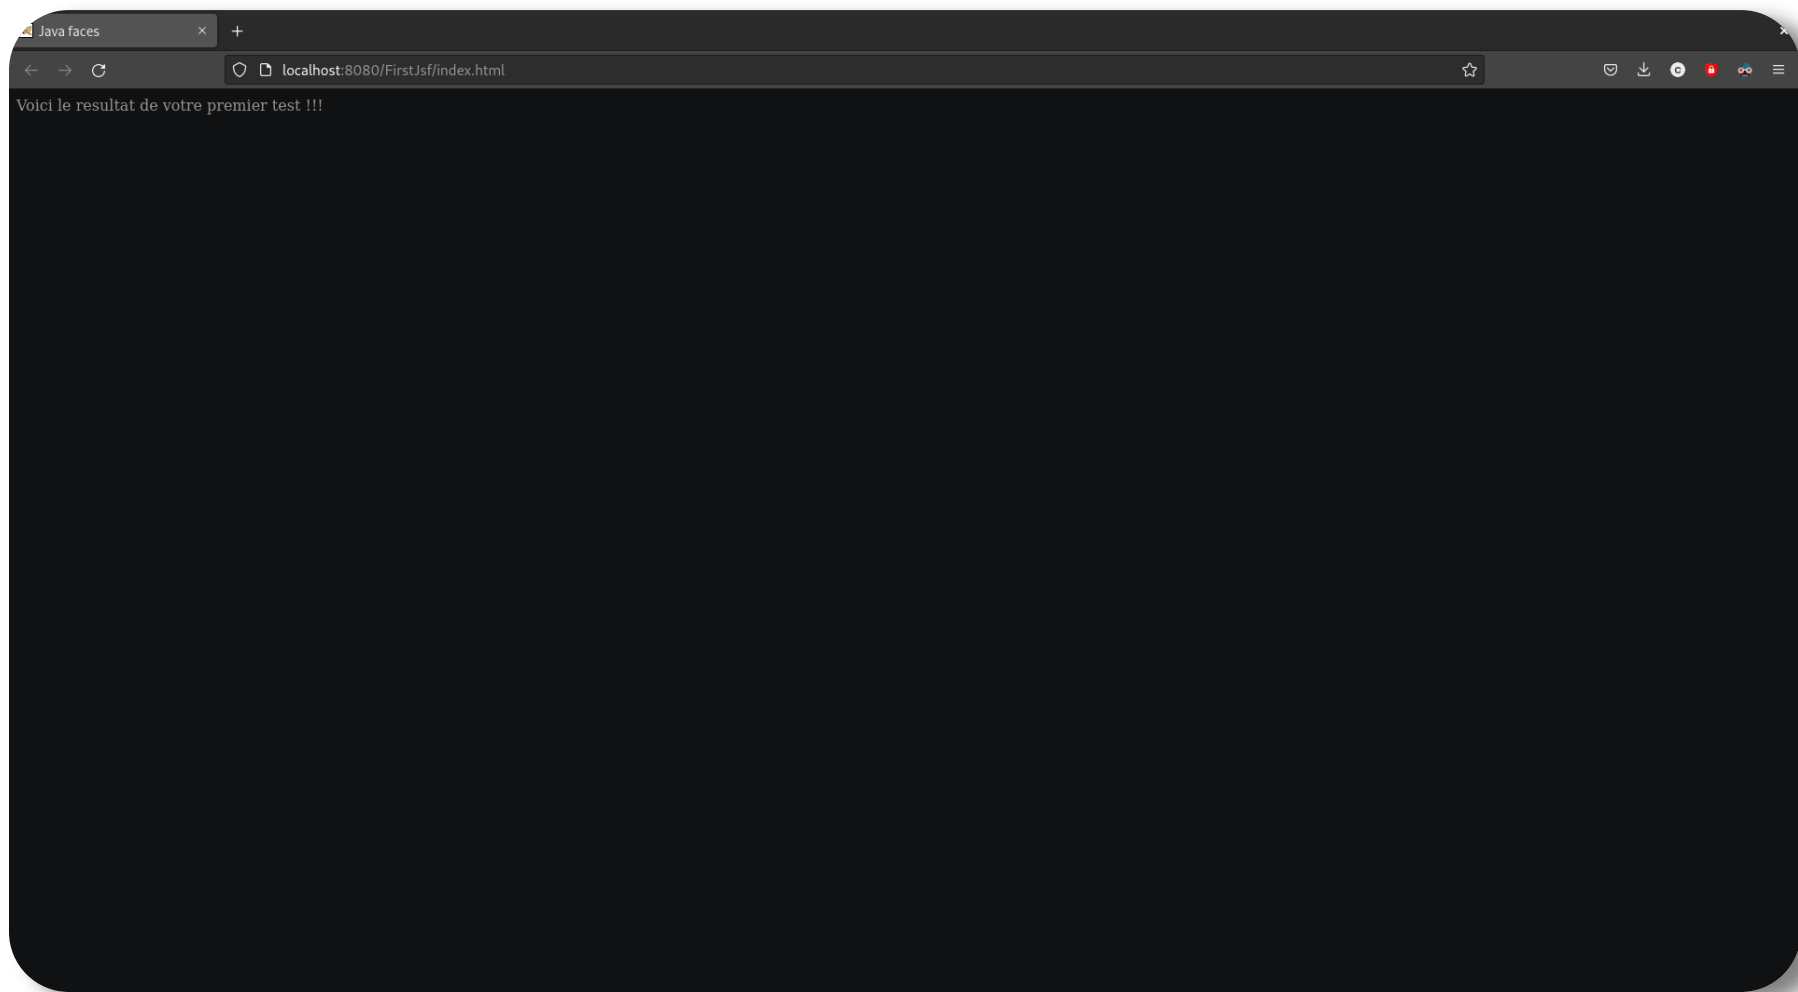 Java faces
localhost:8080/FirstJsf/index.html
Voici le resultat de votre premier test !!!